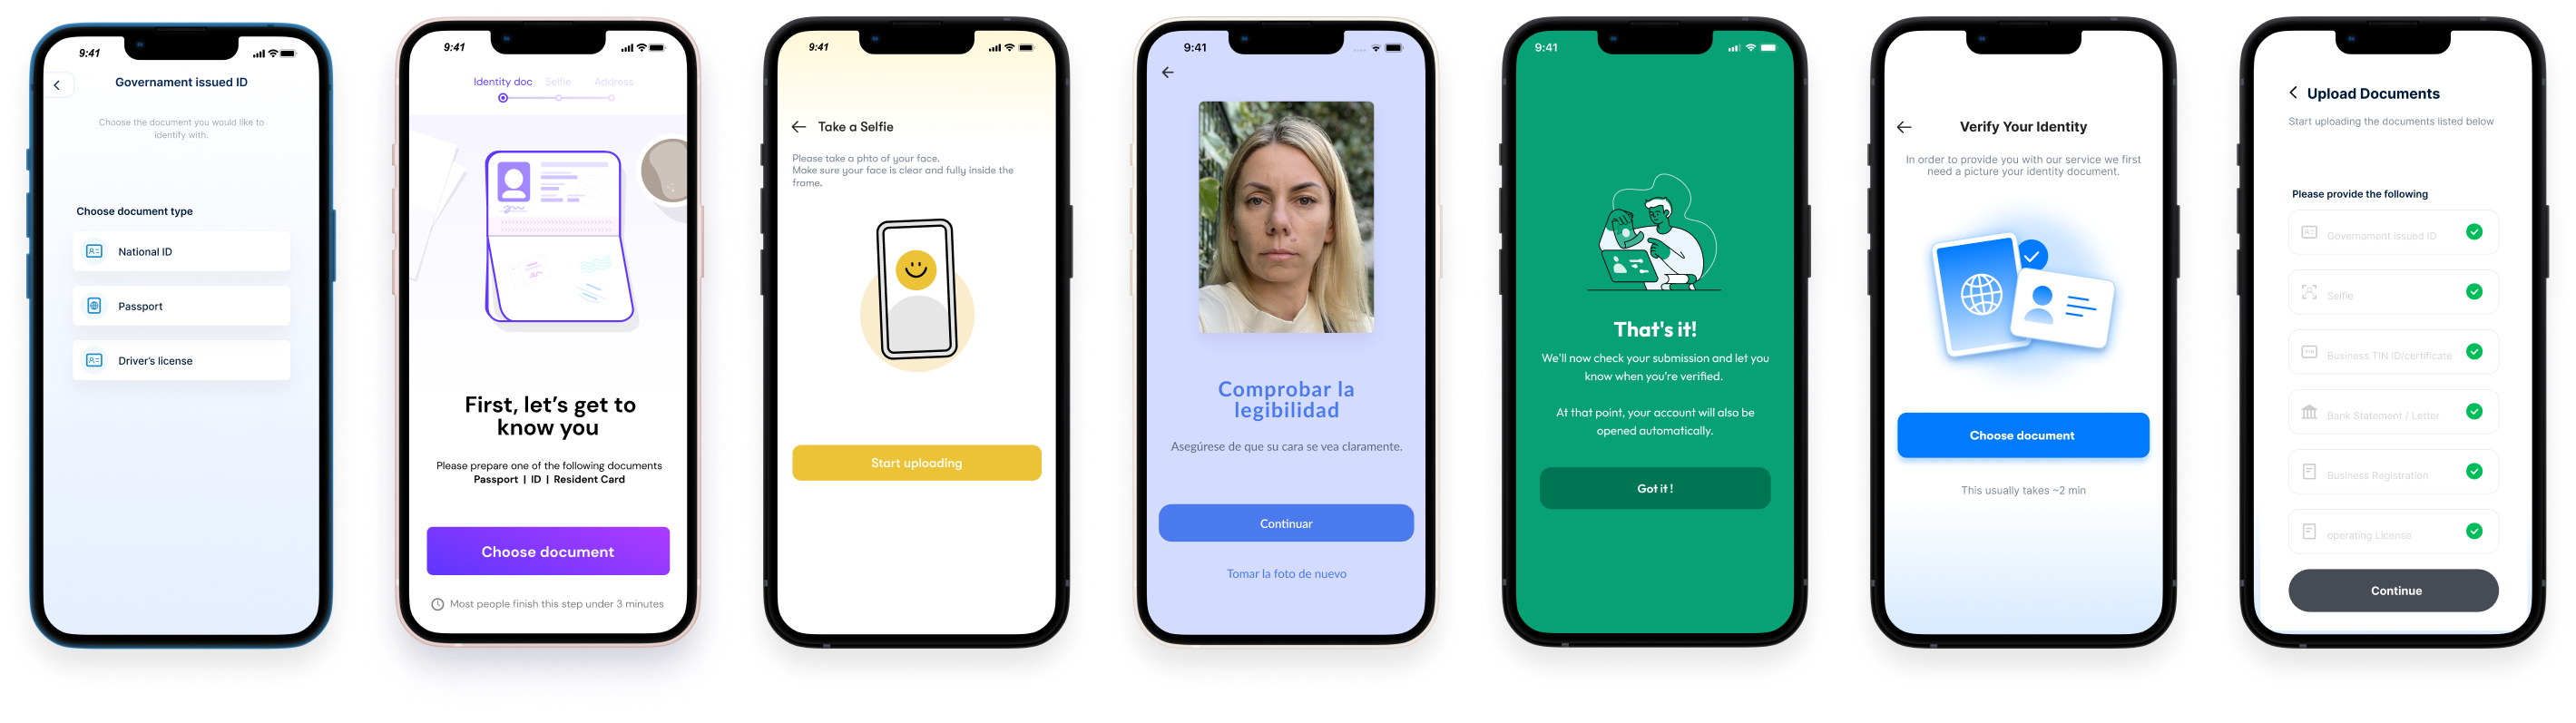 9:41
Governament issued ID
Choose the document you would like to
identify with.
Choose document type
National ID
Passport
Driver's license
9:41
Identity doc
Selfie
Address
First, let's get to
know you
Please prepare one of the following documents
Passport | ID | Resident Card
Choose document
Most people finish this step under 3 minutes
9:41
Take a Selfie
Please take a phto of your face.
Make sure your face is clear and fully inside the
frame.
Start uploading
9:41
Comprobar la
legibilidad
Asegúrese de que su cara se vea claramente.
Continuar
Tomar la foto de nuevo
9:41
That's it!
We'll now check your submission and let you
know when you're verified.
At that point, your account will also be
opened automatically.
Got it !
Verify Your Identity
In order to provide you with our service we first
need a picture your identity document.
Choose document
This usually takes ~2 min
Upload Documents
Start uploading the documents listed below
Please provide the following
Governament issued ID
Selfie
TIN
Business TIN ID/certificate
Bank Statement / Letter
Business Registration
operating License
Continue